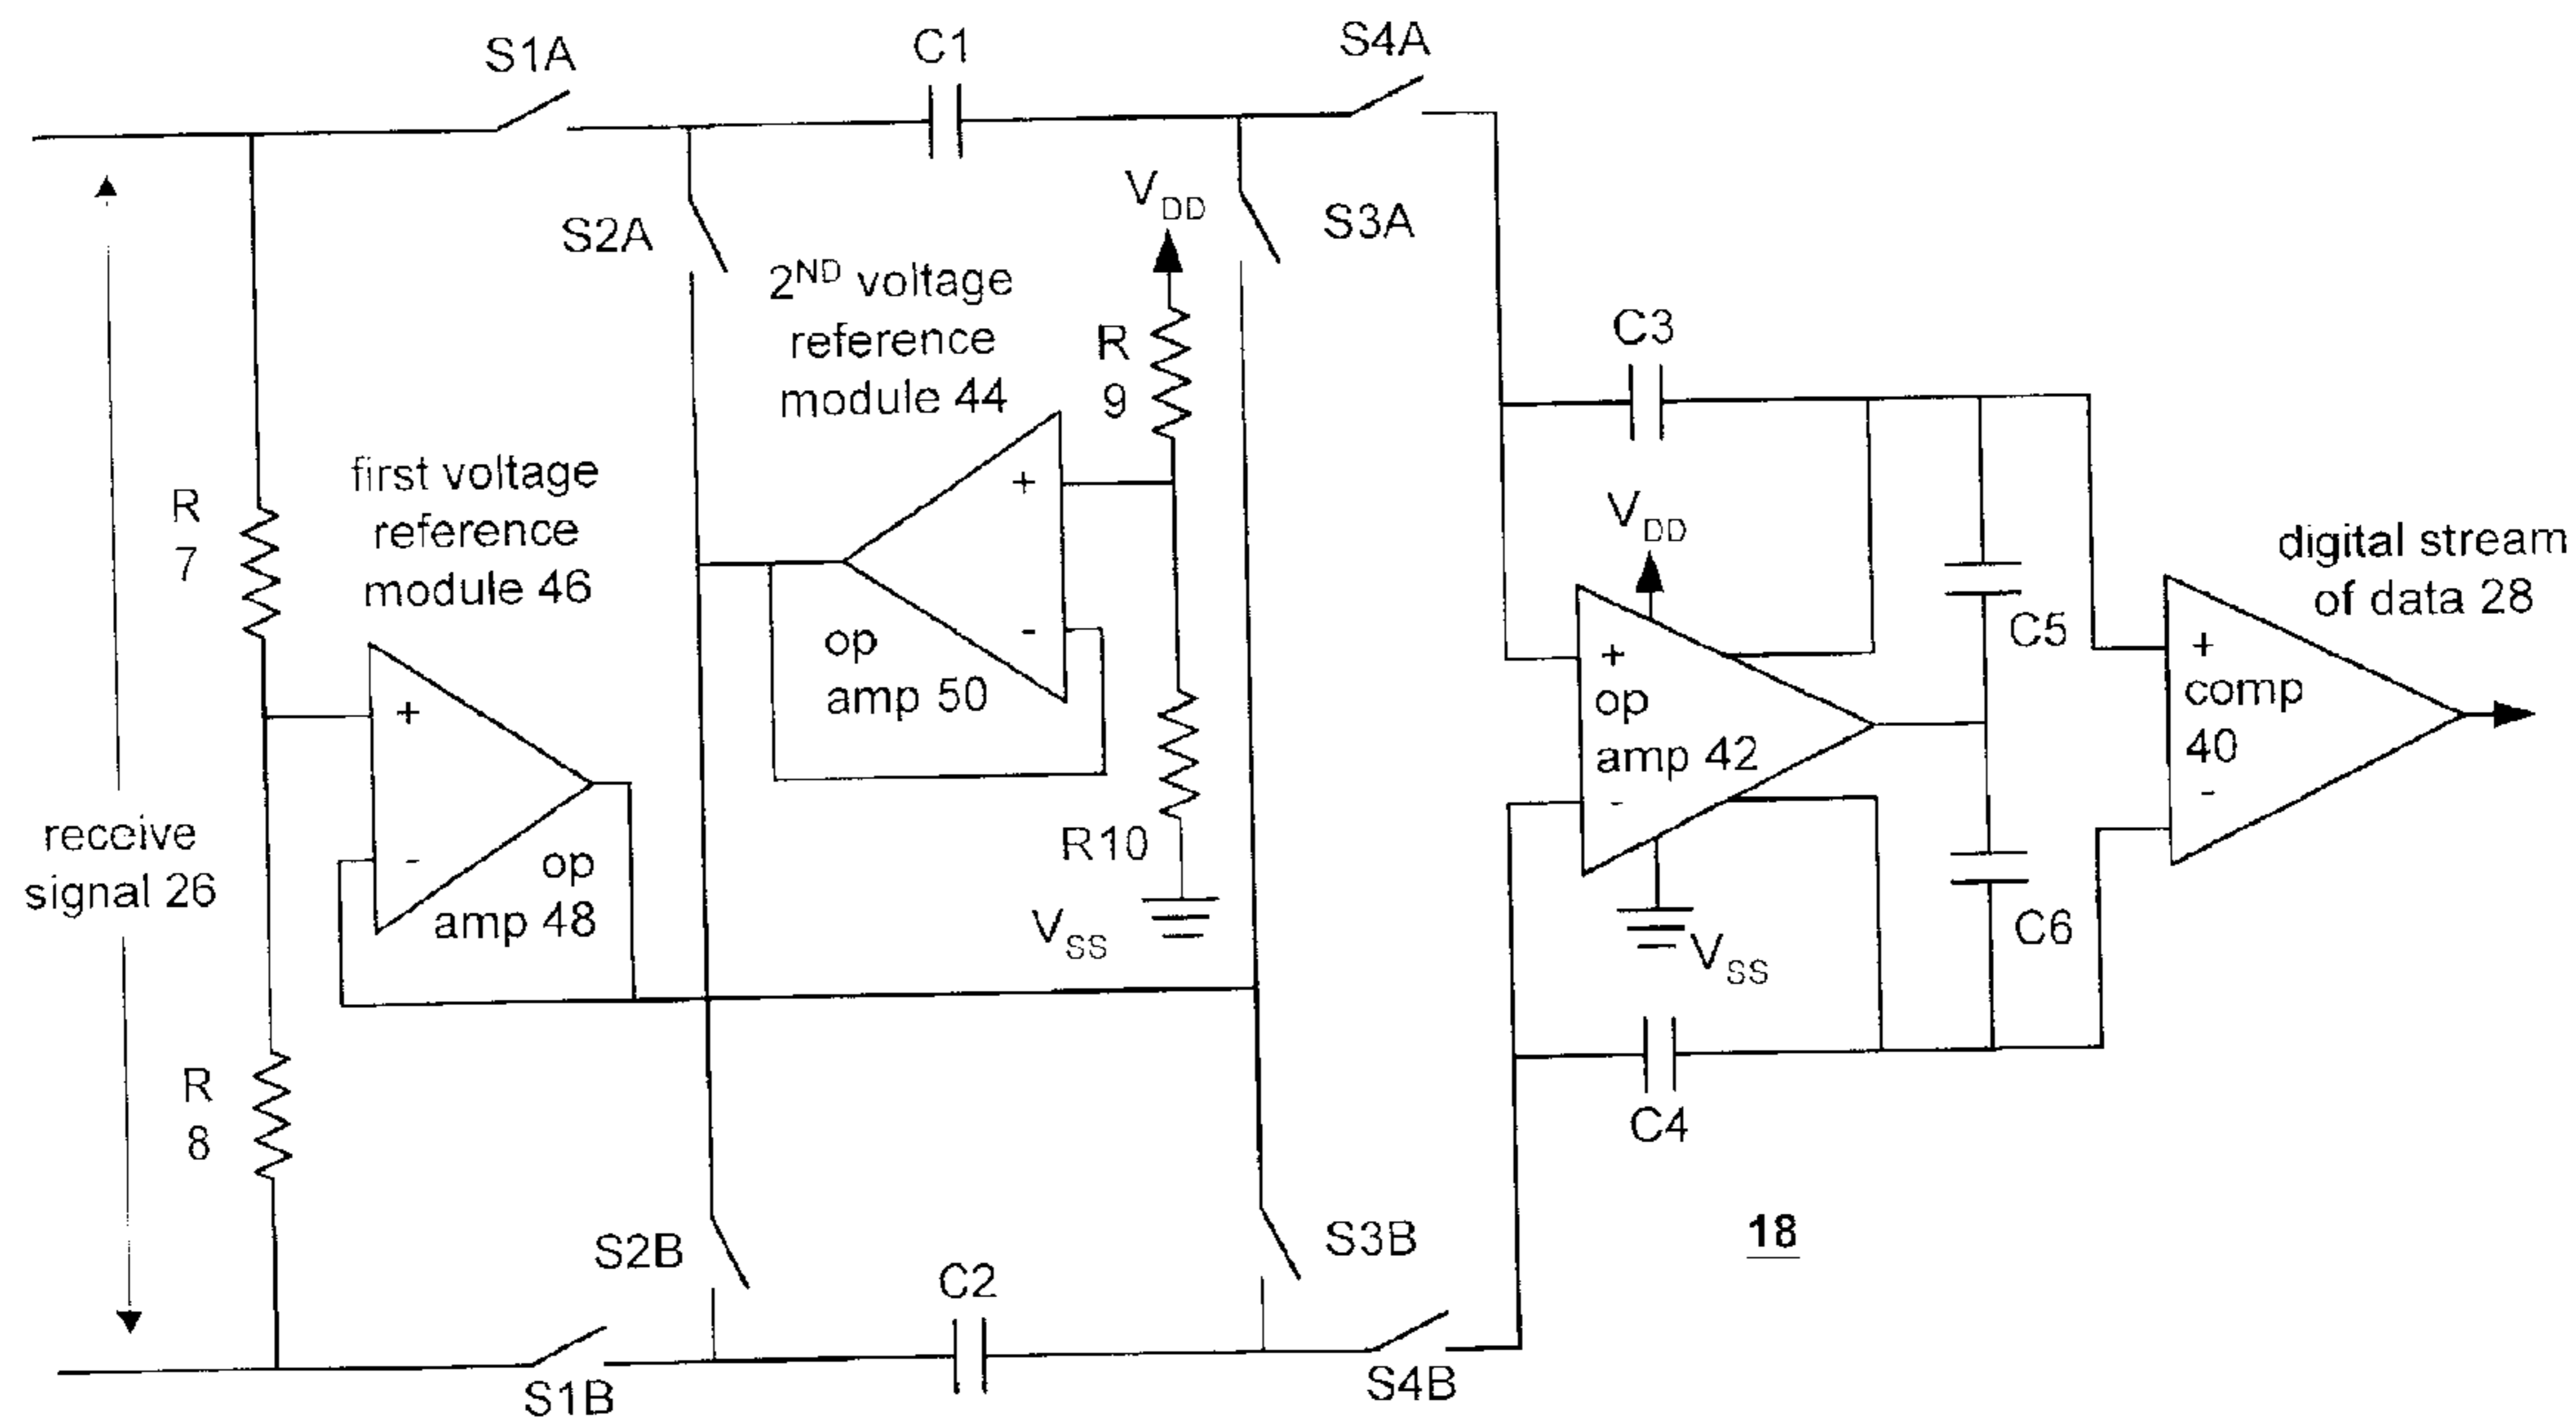 S1A
C1
S4A
S2A
V DD
S3A
2ND voltage
reference
module 44
R
9
C3
first voltage
reference
module 46
R
7
V DD
digital stream
of data 28
+
+
-
op
amp 50
C5
+
-
op
amp 48
+
op
amp 42
-
+
comp
40
-
receive
signal 26
R10
V SS
V SS
C6
R
8
C4
S2B
S3B
18
C2
S1B
S4B